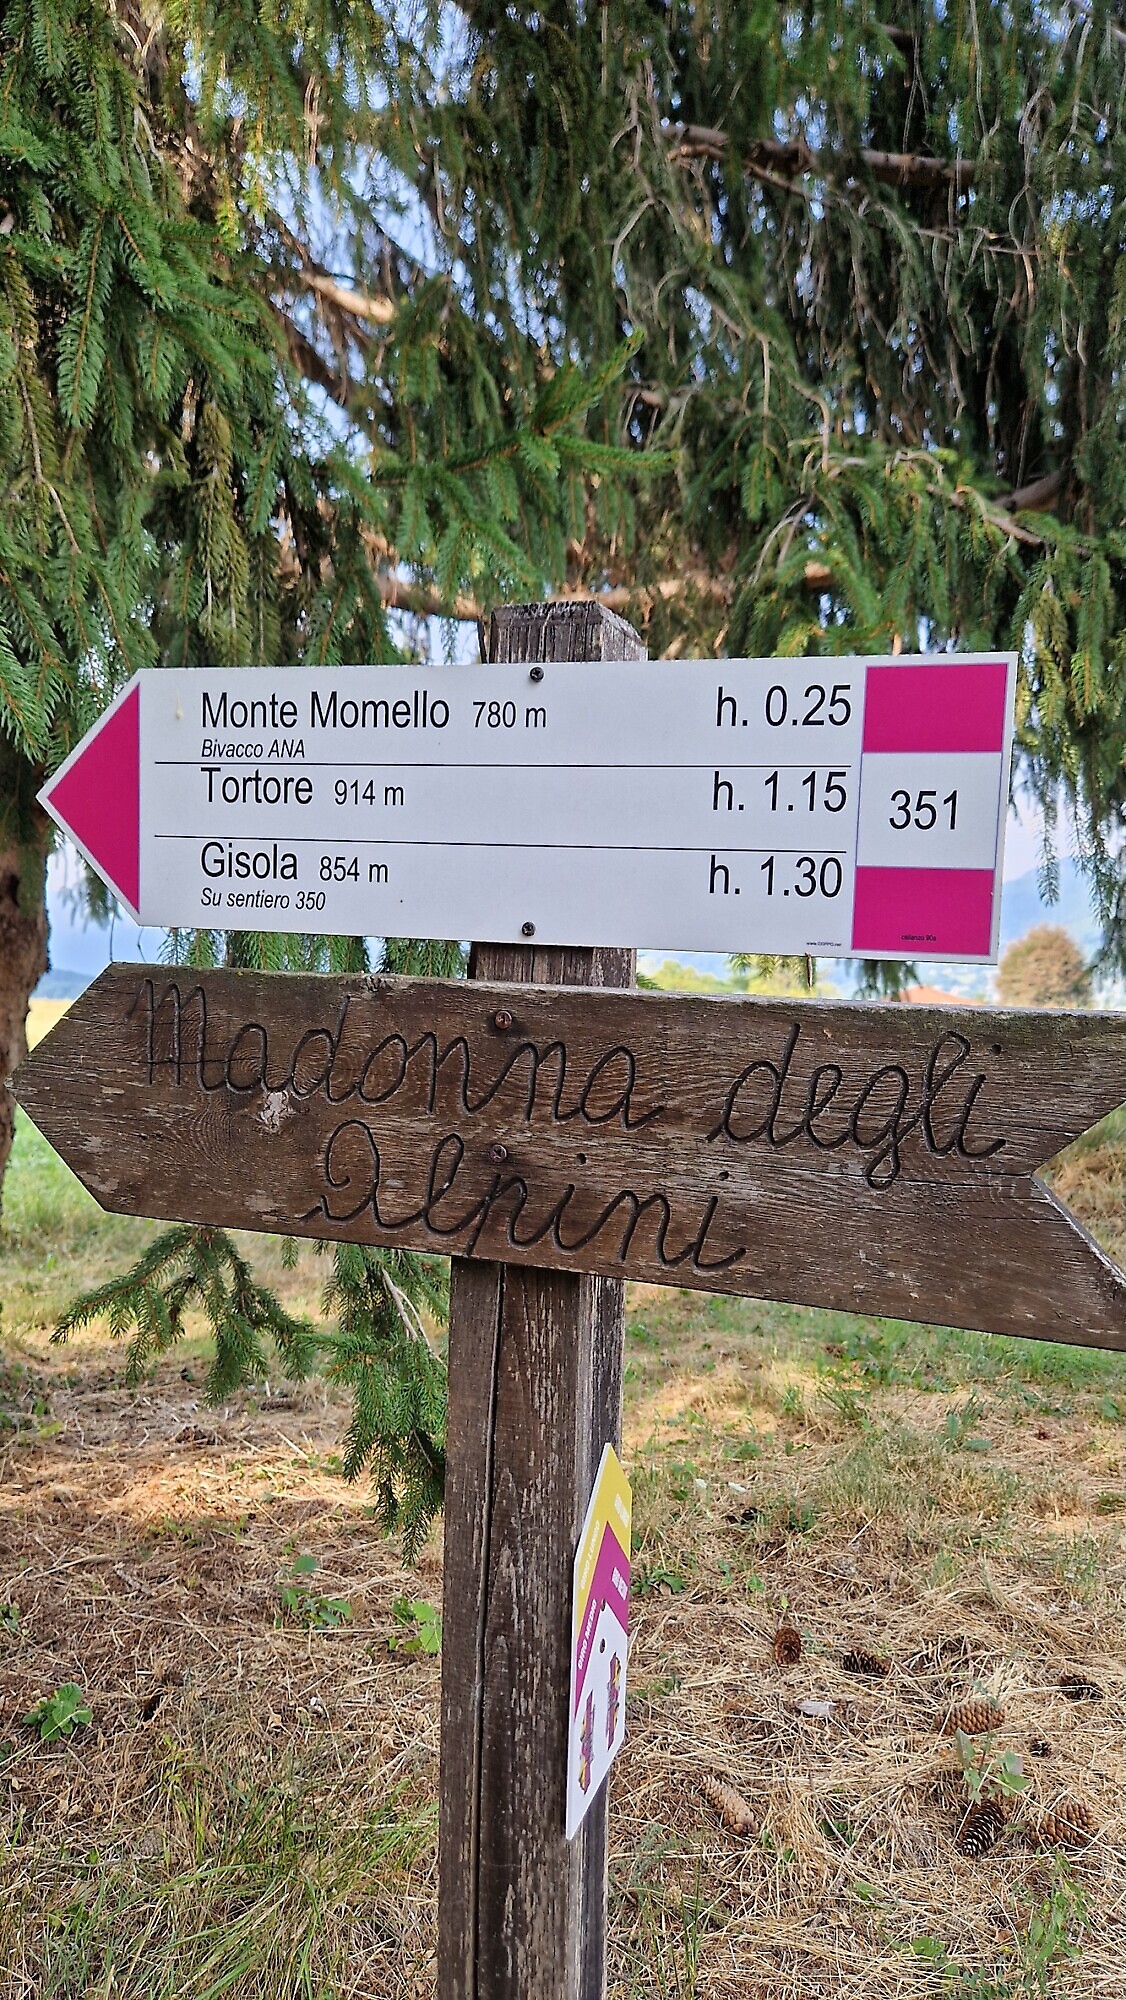 Monte Momello 780 m h. 0.25
Bivacco ANA
Tortore 914 m h. 1.15
351
Gisola 854 m h. 1.30
Su sentiero 350
Madonna degli
Alpini